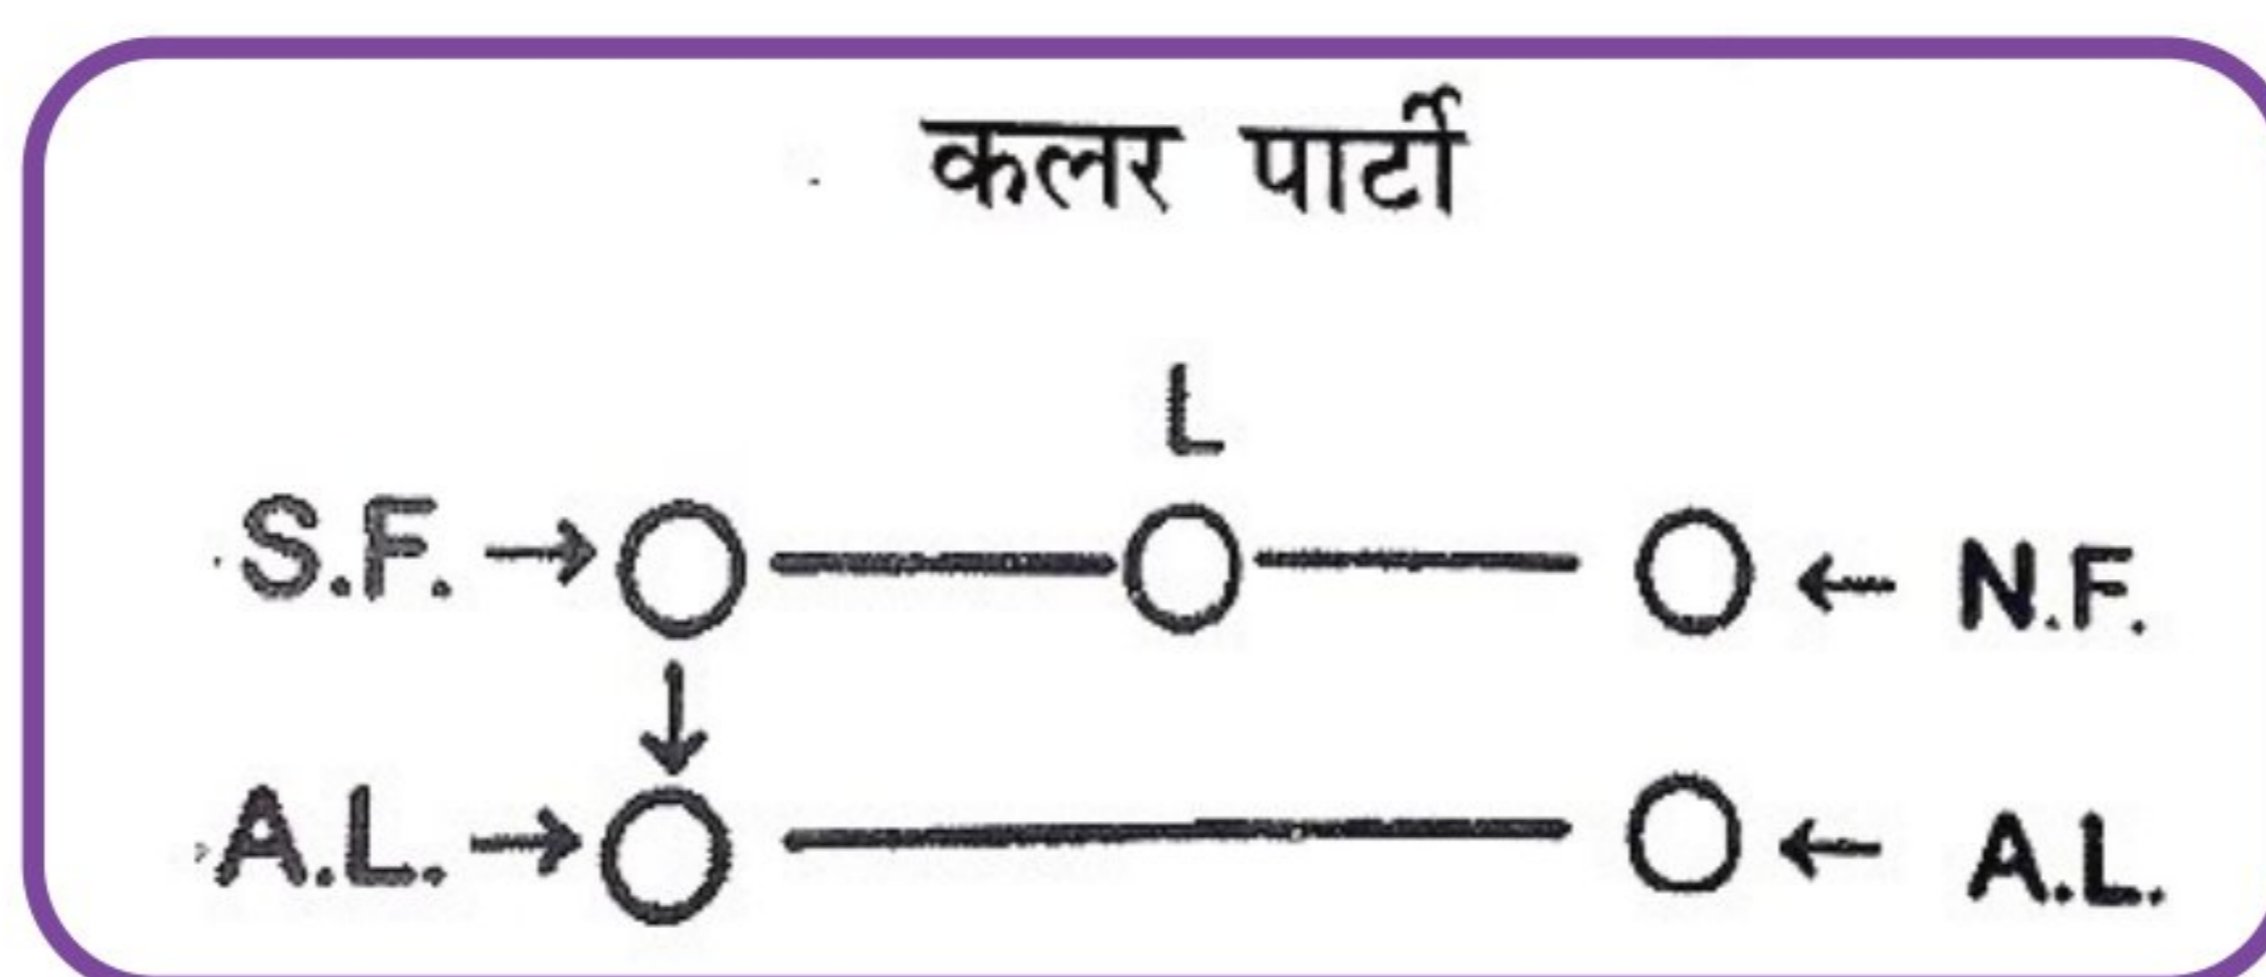 कलर पार्टी
L
S.F. → ← N.F.
A.L. → ← A.L.